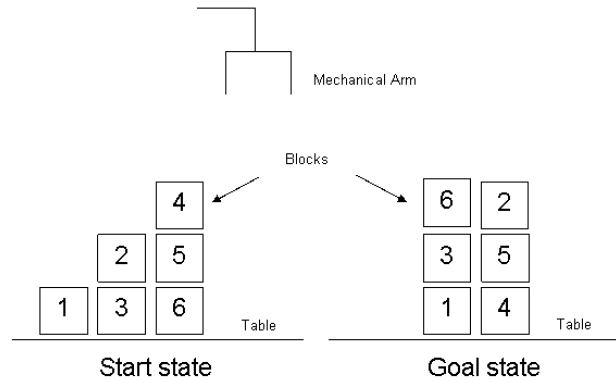 Mechanical Arm
Blocks
4
6 2
2 5
3 5
1 3 6
1 4
Table
Table
Start state
Goal state